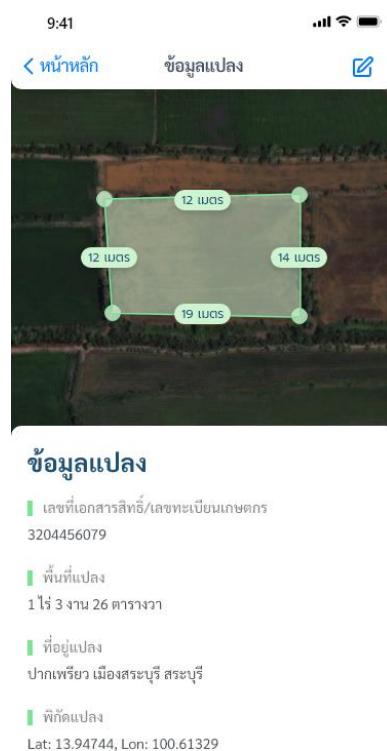 9:41
หน้าหลัก
ข้อมูลแปลง
12 เมตร
12 เมตร
14 เมตร
19 เมตร
ข้อมูลแปลง
เลขที่เอกสารสิทธิ์/เลขทะเบียนเกษตกร
3204456079
พื้นที่แปลง
1 ไร่ 3 งาน 26 ตารางวา
ที่อยู่แปลง
ปากเพรียว เมืองสระบุรี สระบุรี
พิกัดแปลง
Lat: 13.94744, Lon: 100.61329